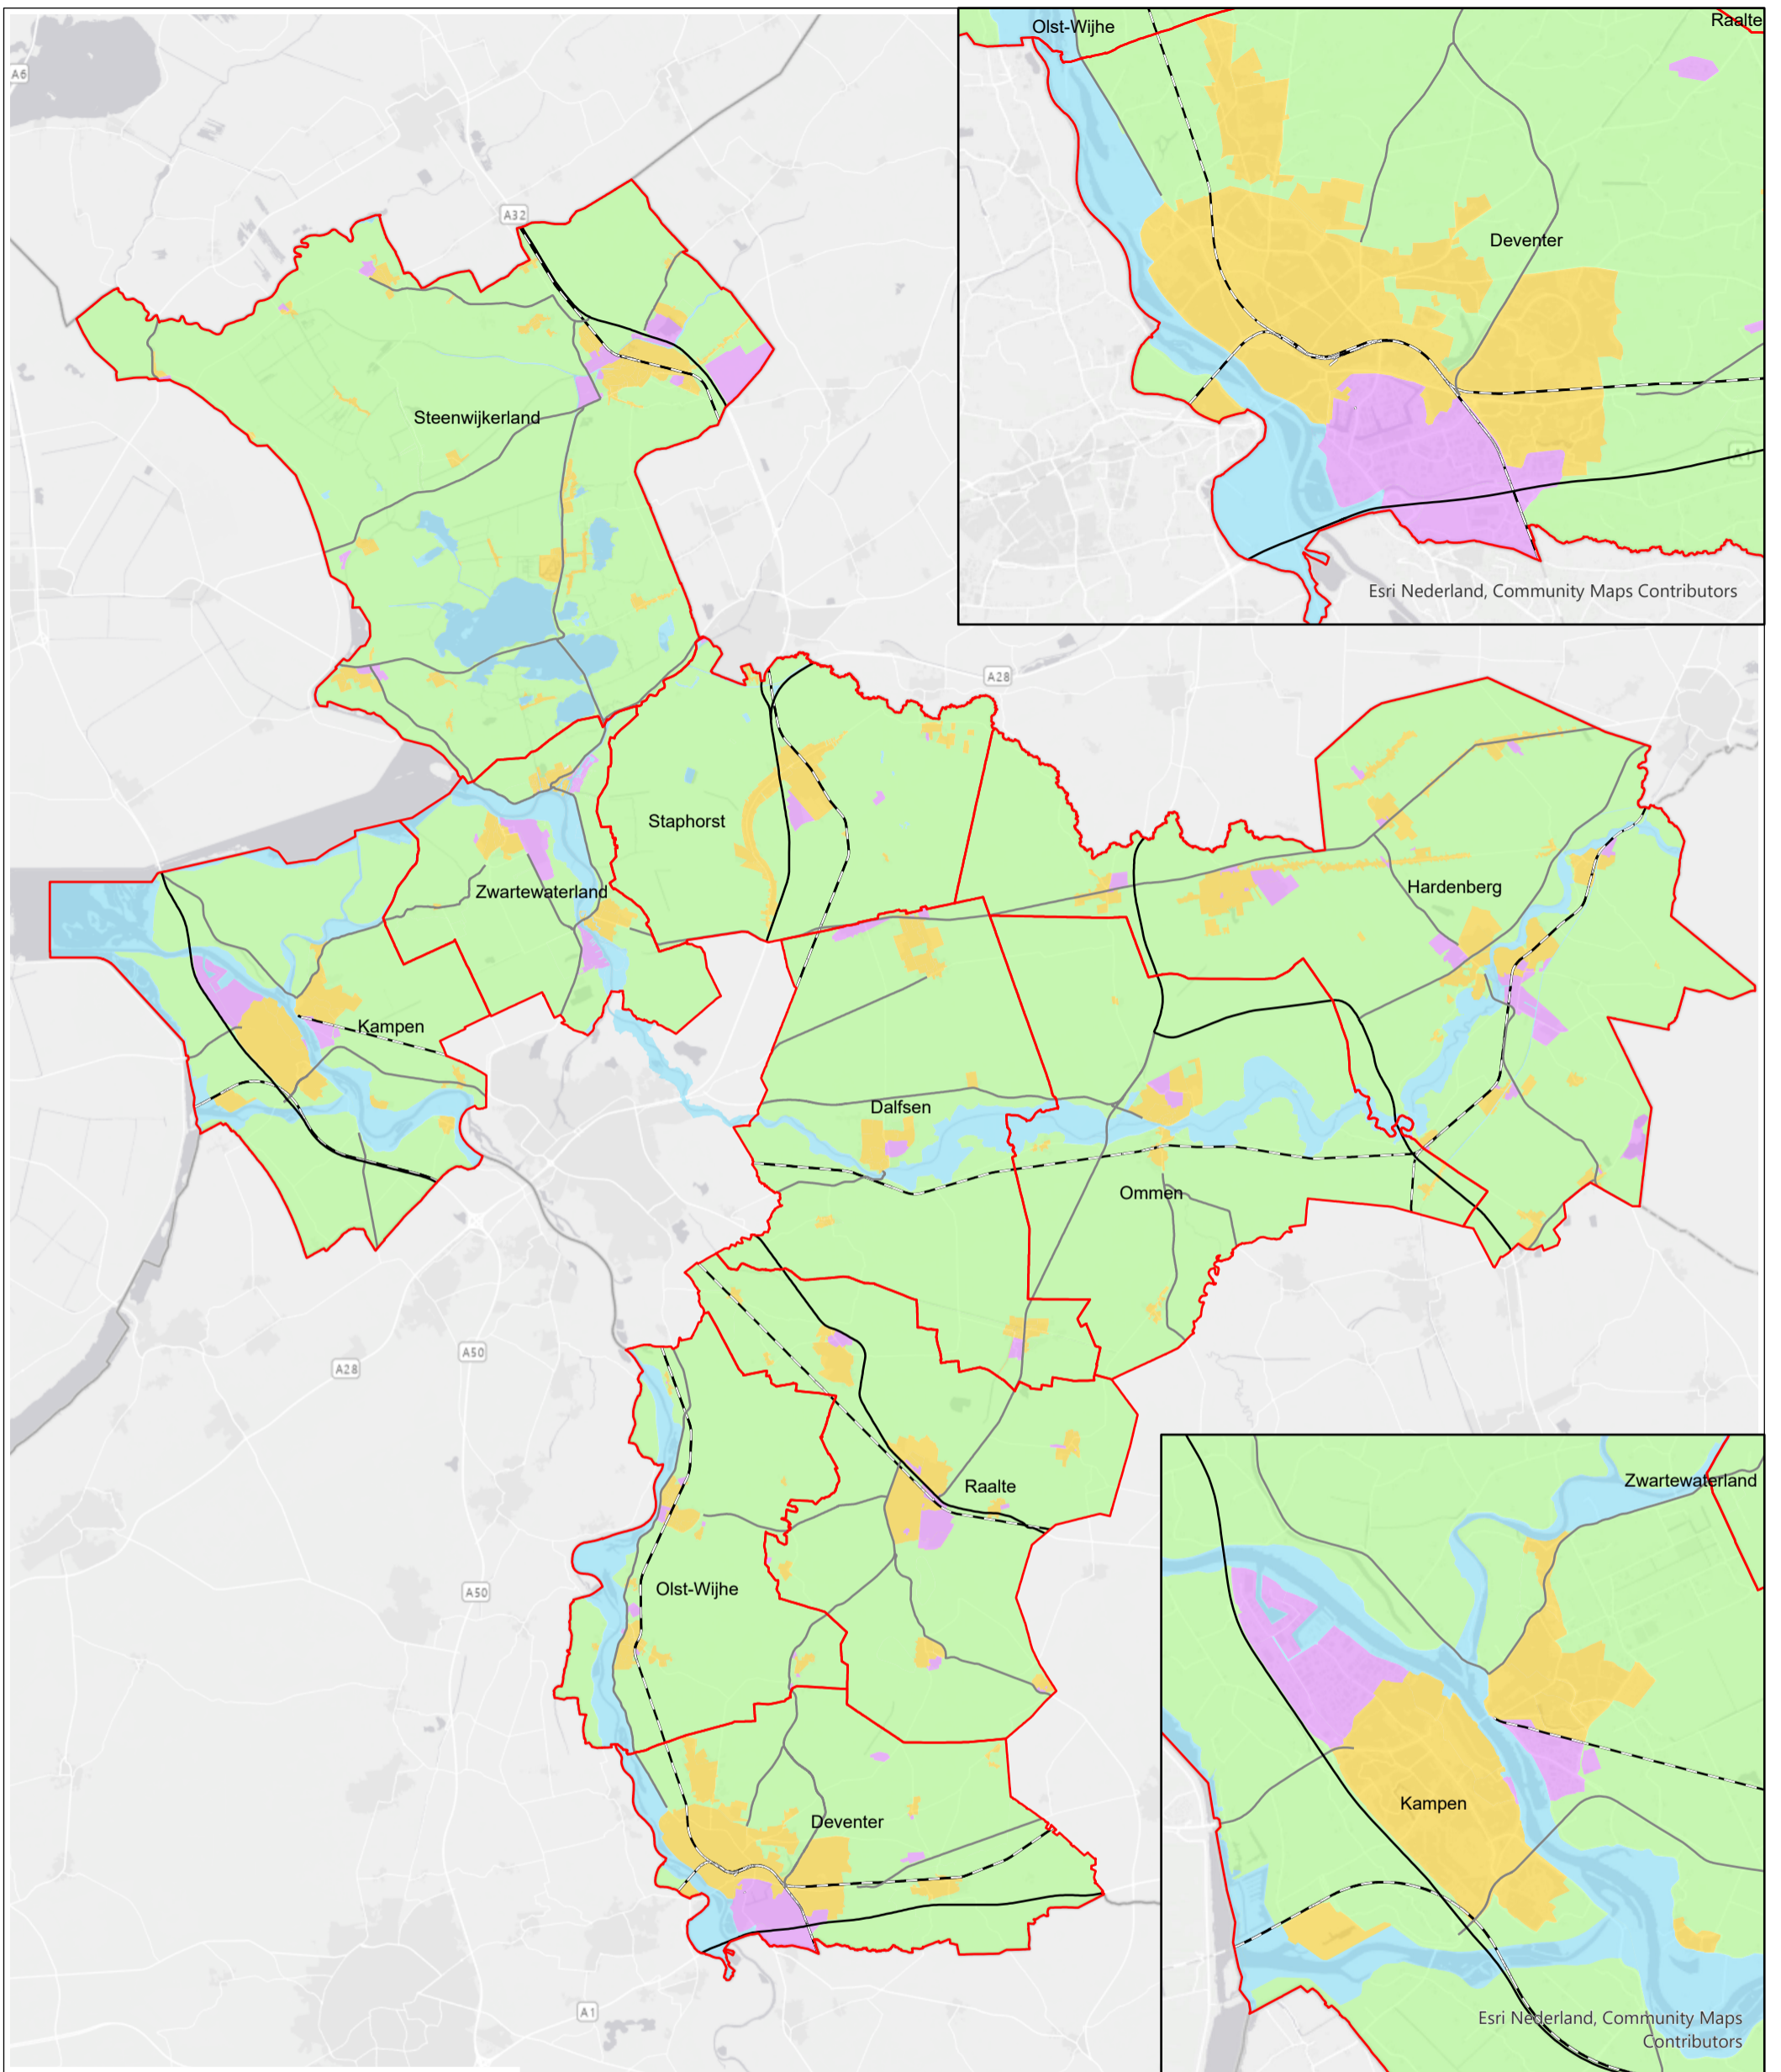 A6
A32
Steenwijkerland
Olst-Wijhe
Raalte
Deventer
A1
Esri Nederland, Community Maps Contributors
A28
Staphorst
Zwartewaterland
Hardenberg
Kampen
Dalfsen
Ommen
A50
A28
Raalte
A50
Olst-Wijhe
Deventer
A1
Zwartewaterland
Kampen
Esri Nederland, Community Maps
Contributors